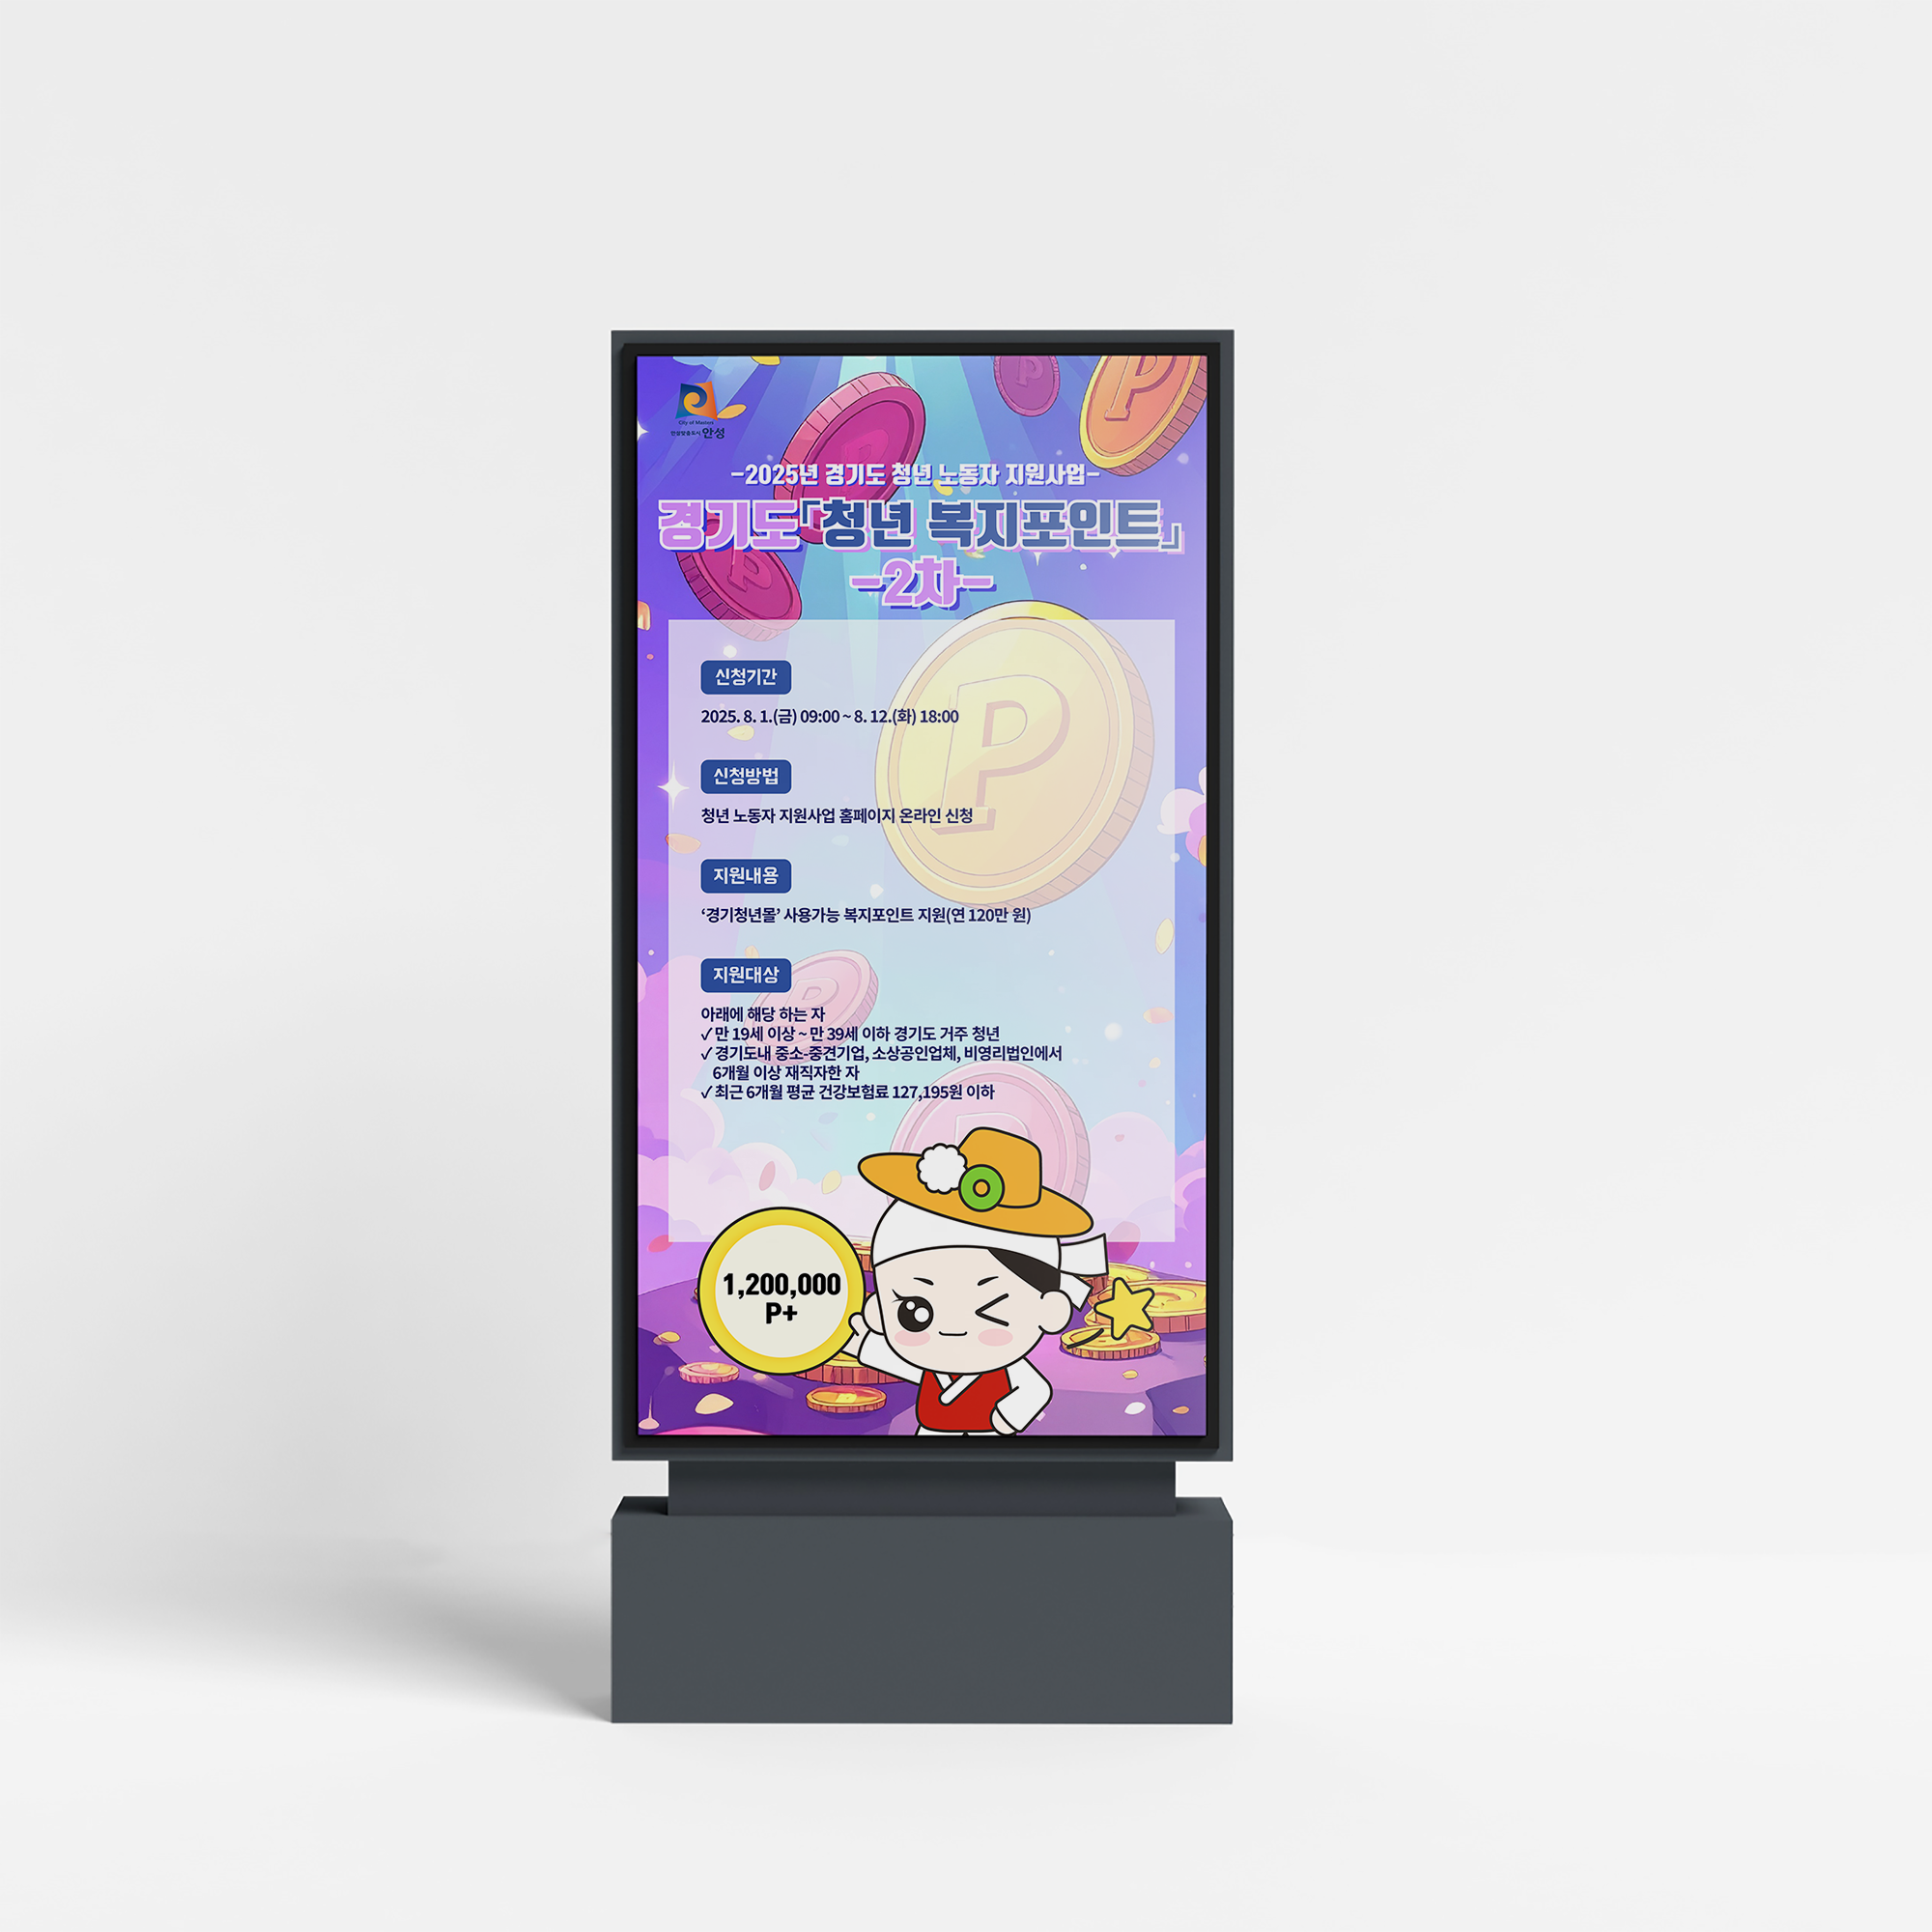 City of Masters
안성맞춤도시 안성
-2025년 경기도 청년 노동자 지원사업-
경기도「청년 복지포인트」
-2차-
신청기간
2025. 8. 1.(금) 09:00 ~ 8. 12.(화) 18:00
신청방법
청년 노동자 지원사업 홈페이지 온라인 신청
지원내용
‘경기청년몰’ 사용가능 복지포인트 지원(연 120만 원)
지원대상
아래에 해당 하는 자
✓ 만 19세 이상 ~ 만 39세 이하 경기도 거주 청년
✓ 경기도내 중소-중견기업, 소상공인업체, 비영리법인에서
6개월 이상 재직자한 자
✓ 최근 6개월 평균 건강보험료 127,195원 이하
1,200,000
P+
P
P
P
P
P
P